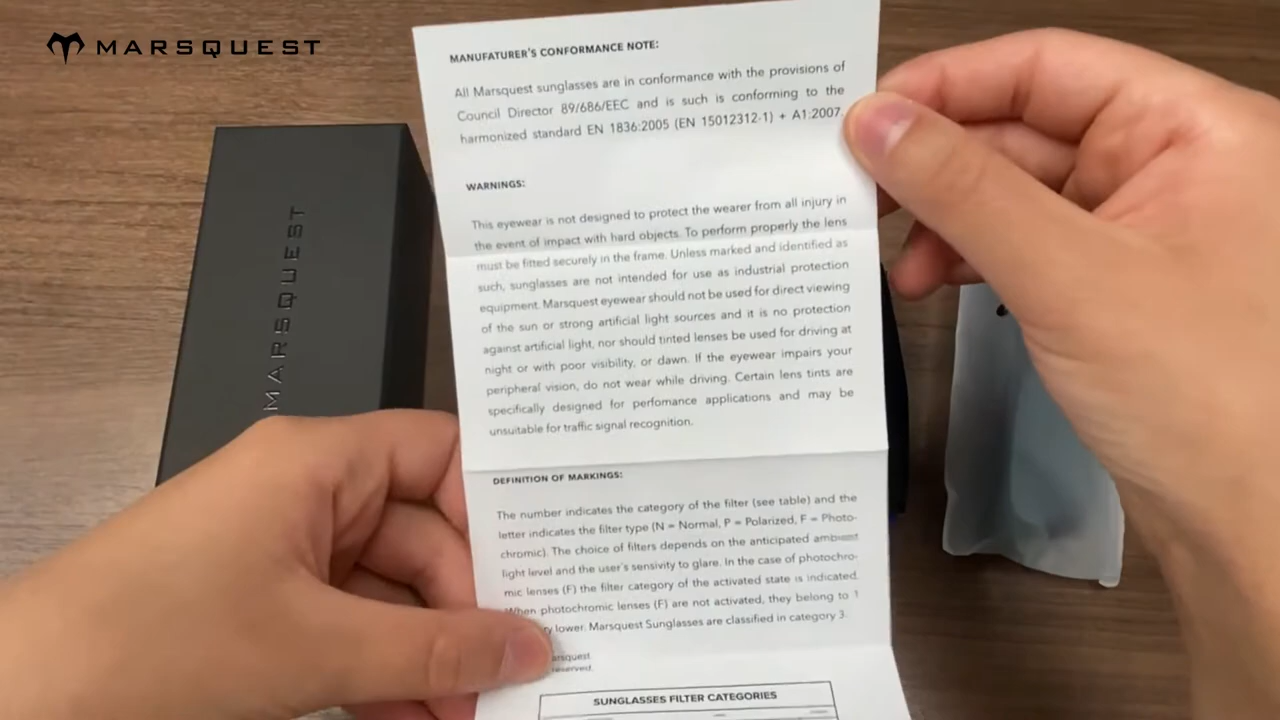 MARSQUEST
MARSQUEST
MANUFATURER'S CONFORMANCE NOTE:
All Marsquest sunglasses are in conformance with the provisions of
Council Director 89/686/EEC and is such is conforming to the
harmonized standard EN 1836:2005 (EN 15012312-1) + A1:2007.
WARNINGS:
This eyewear is not designed to protect the wearer from all injury in
the event of impact with hard objects. To perform properly the lens
must be fitted securely in the frame. Unless marked and identified as
such, sunglasses are not intended for use as industrial protection
equipment. Marsquest eyewear should not be used for direct viewing
of the sun or strong artificial light sources and it is no protection
against artificial light, nor should tinted lenses be used for driving at
night or with poor visibility, or dawn. If the eyewear impairs your
peripheral vision, do not wear while driving. Certain lens tints are
specifically designed for perfomance applications and may be
unsuitable for traffic signal recognition.
DEFINITION OF MARKINGS:
The number indicates the category of the filter (see table) and the
letter indicates the filter type (N = Normal, P = Polarized, F = Photo-
chromic). The choice of filters depends on the anticipated ambient
light level and the user's sensivity to glare. In the case of photochro-
mic lenses (F) the filter category of the activated state is indicated.
When photochromic lenses (F) are not activated, they belong to 1
lower. Marsquest Sunglasses are classified in category 3.
arsquest.
reserved.
SUNGLASSES FILTER CATEGORIES